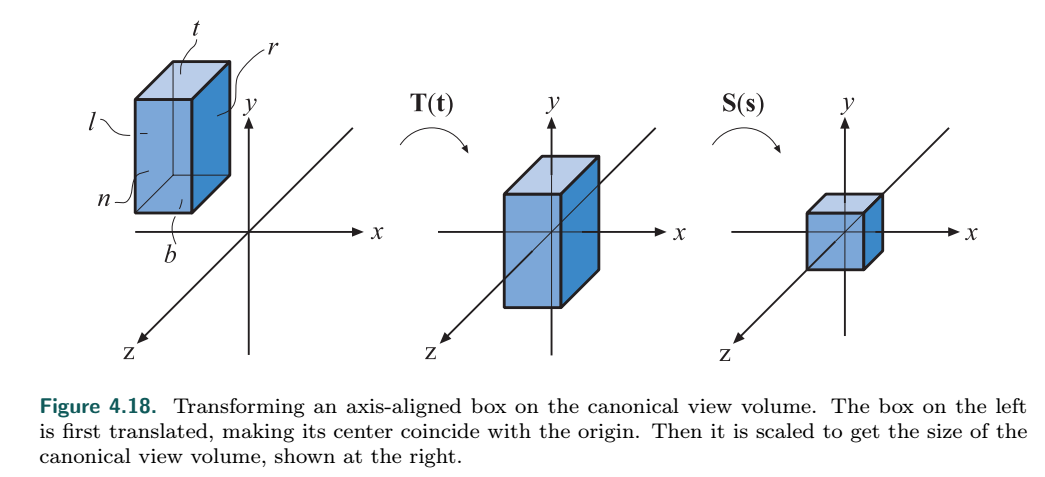 t
r
l
n
b
y
x
z
T(t)
y
x
z
S(s)
y
x
z
Figure 4.18. Transforming an axis-aligned box on the canonical view volume. The box on the left
is first translated, making its center coincide with the origin. Then it is scaled to get the size of the
canonical view volume, shown at the right.